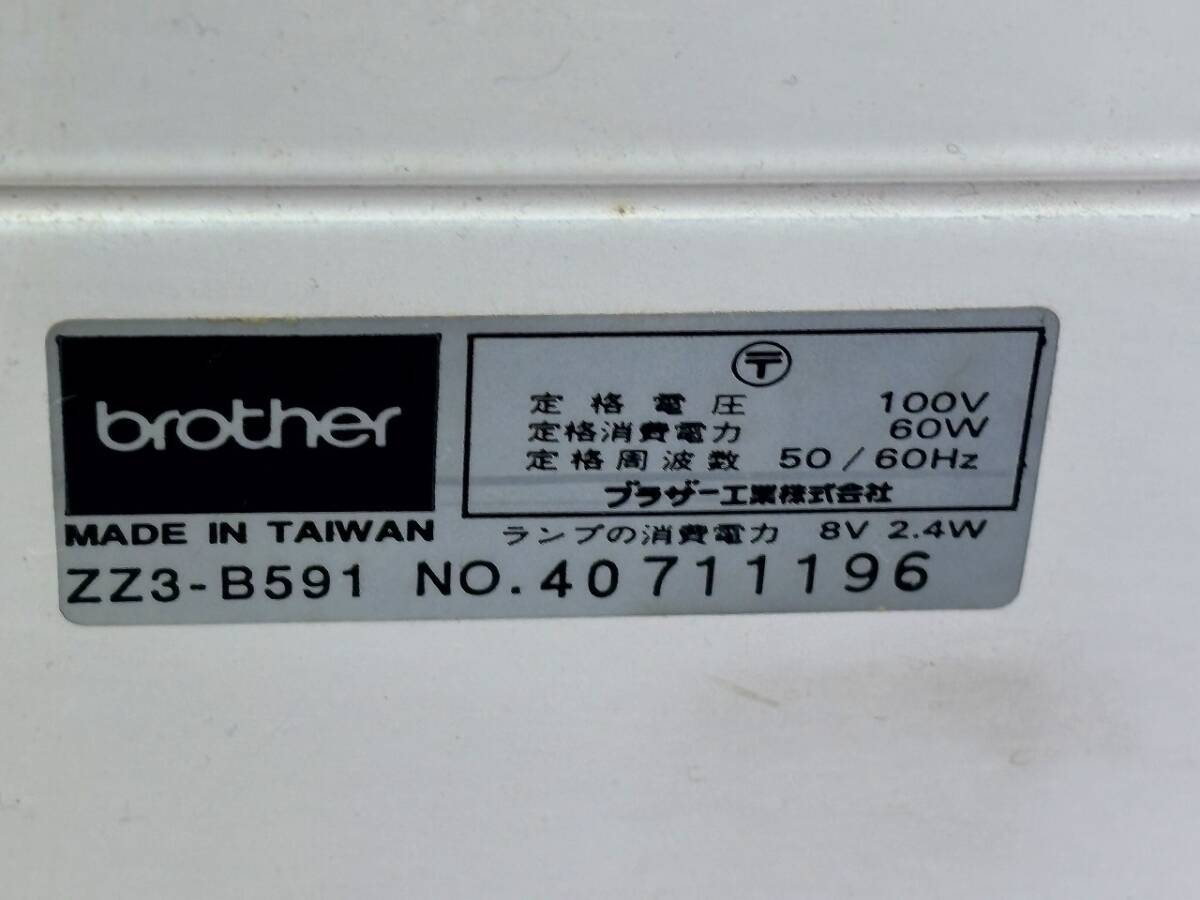 brother
MADE IN TAIWAN
〒
定格電圧 100V
定格消費電力 60W
定格周波数 50/60Hz
ブラザー工業株式会社
ランプの消費電力 8V 2.4W
ZZ3-B591 NO.40711196